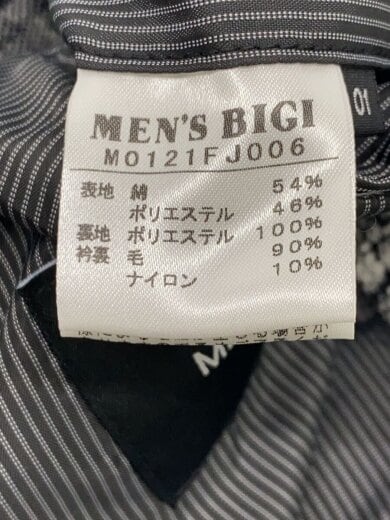 MEN'S BIGI
M0121FJ006
表地 綿 54%
ポリエステル 46%
裏地 ポリエステル 100%
衿裏 毛 90%
ナイロン 10%
01